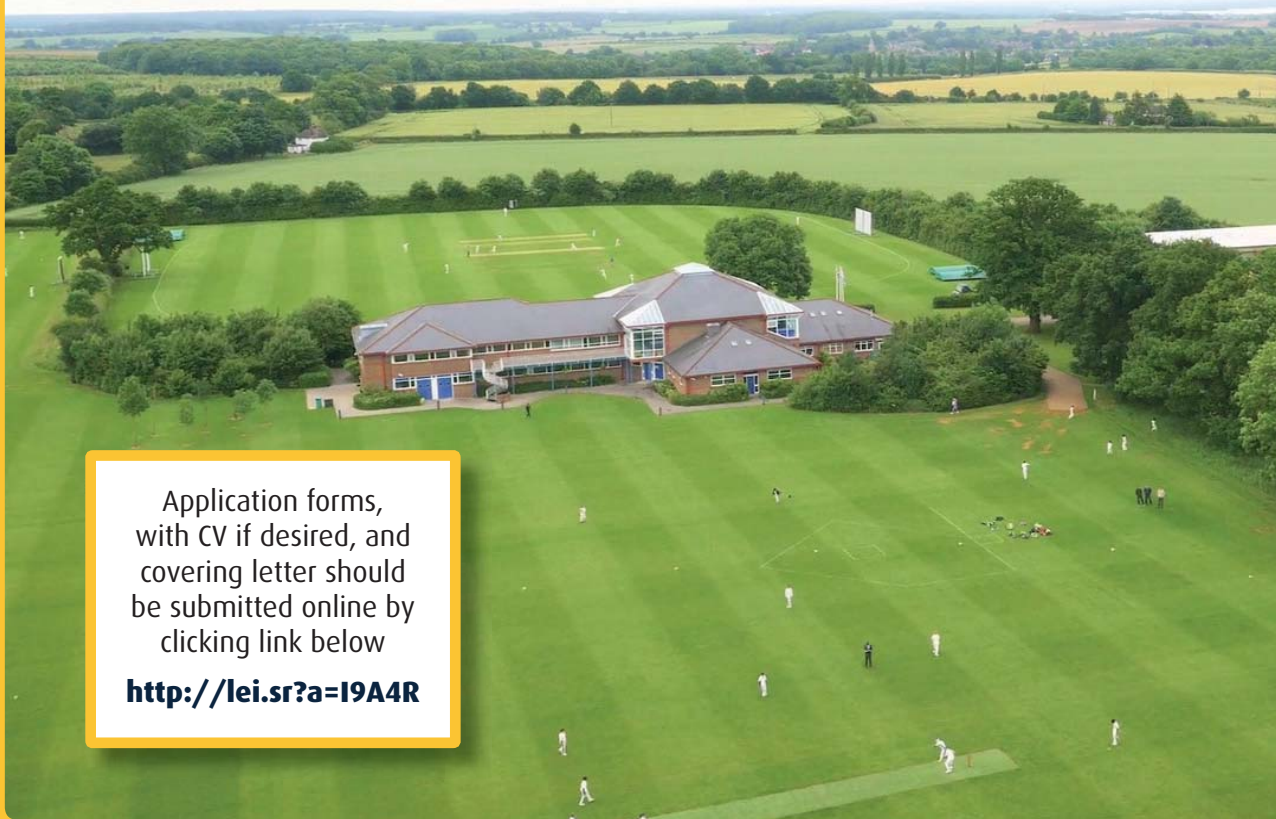 Application forms,
with CV if desired, and
covering letter should
be submitted online by
clicking link below
http://lei.sr?a=I9A4R